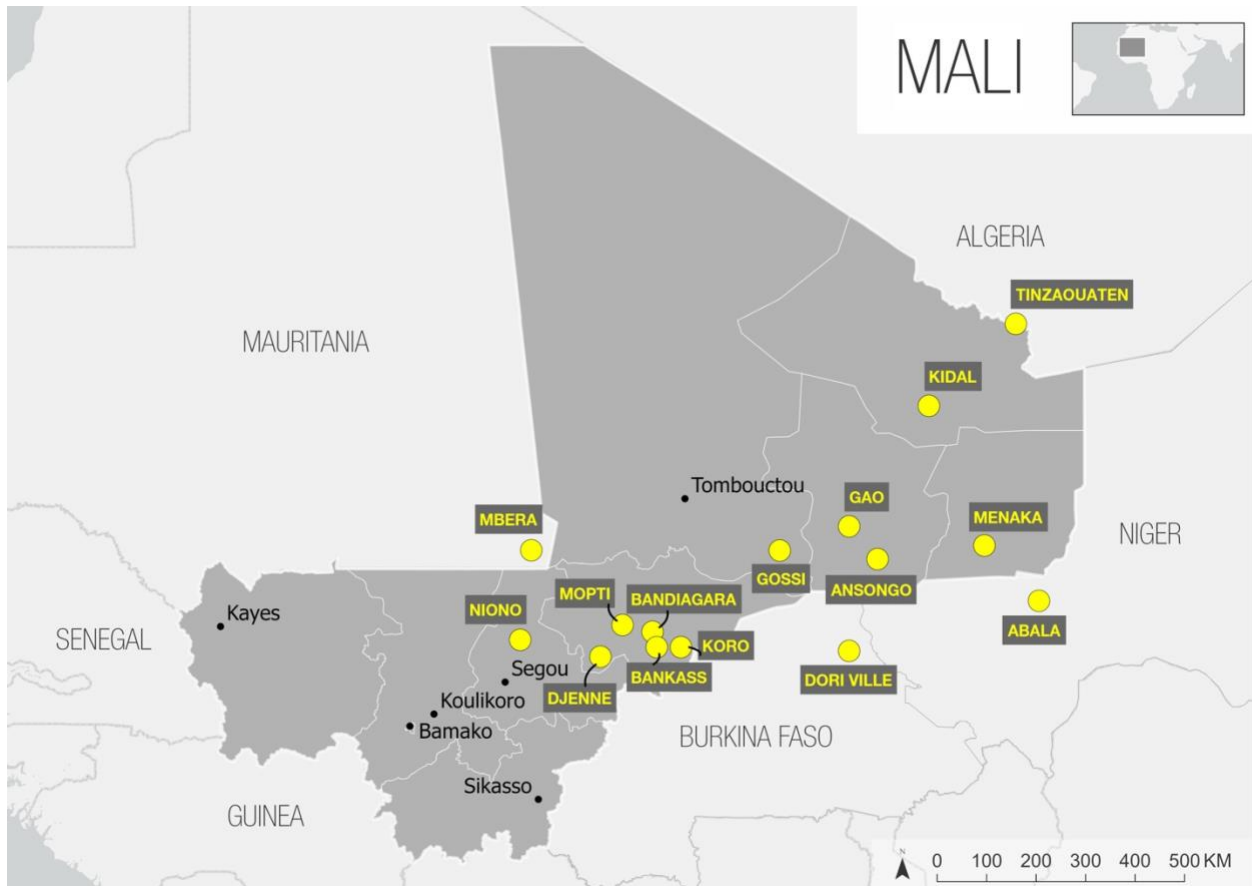 MALI
ALGERIA
TINZAOUATEN
MAURITANIA
KIDAL
Tombouctou
GAO
MBERA
MENAKA
NIGER
GOSSI
ANSONGO
MOPTI
BANDIAGARA
Kayes
NIONO
ABALA
SENEGAL
KORO
Segou
BANKASS
DORI VILLE
DJENNE
Koulikoro
Bamako
BURKINA FASO
Sikasso
GUINEA
N
0 100 200 300 400 500 KM